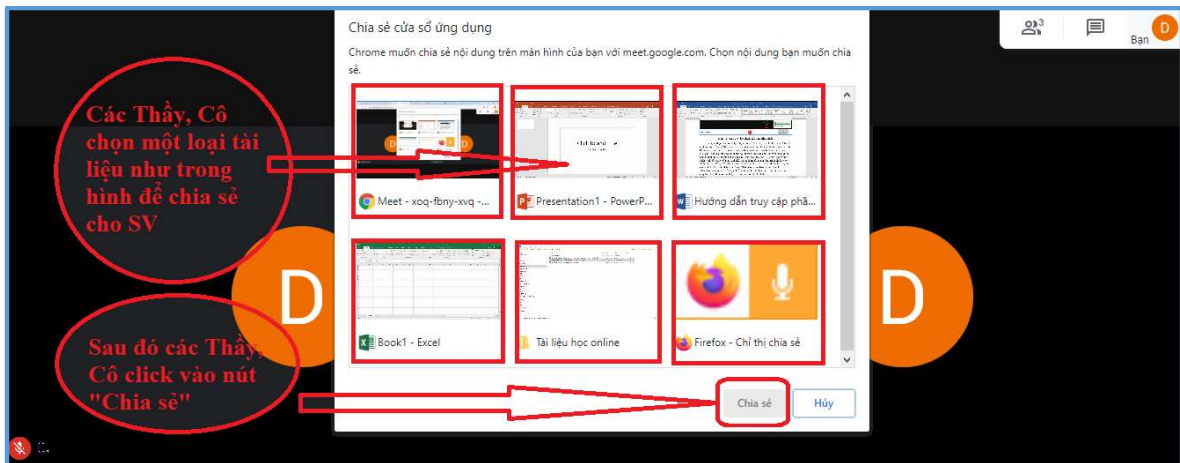 Chia sẻ cửa sổ ứng dụng
Chrome muốn chia sẻ nội dung trên màn hình của bạn với meet.google.com. Chọn nội dung bạn muốn chia
sẻ.
3
Bạn
D
Các Thầy, Cô
chọn một loại tài
liệu như trong
hình để chia sẻ
cho SV
Meet - xoq-fbny-xvq -...
Presentation1 - PowerP...
Hướng dẫn truy cập phầ...
D
D
Book1 - Excel
Tài liệu học online
Firefox - Chỉ thị chia sẻ
Sau đó các Thầy,
Cô click vào nút
"Chia sẻ"
Chia sẻ
Hủy